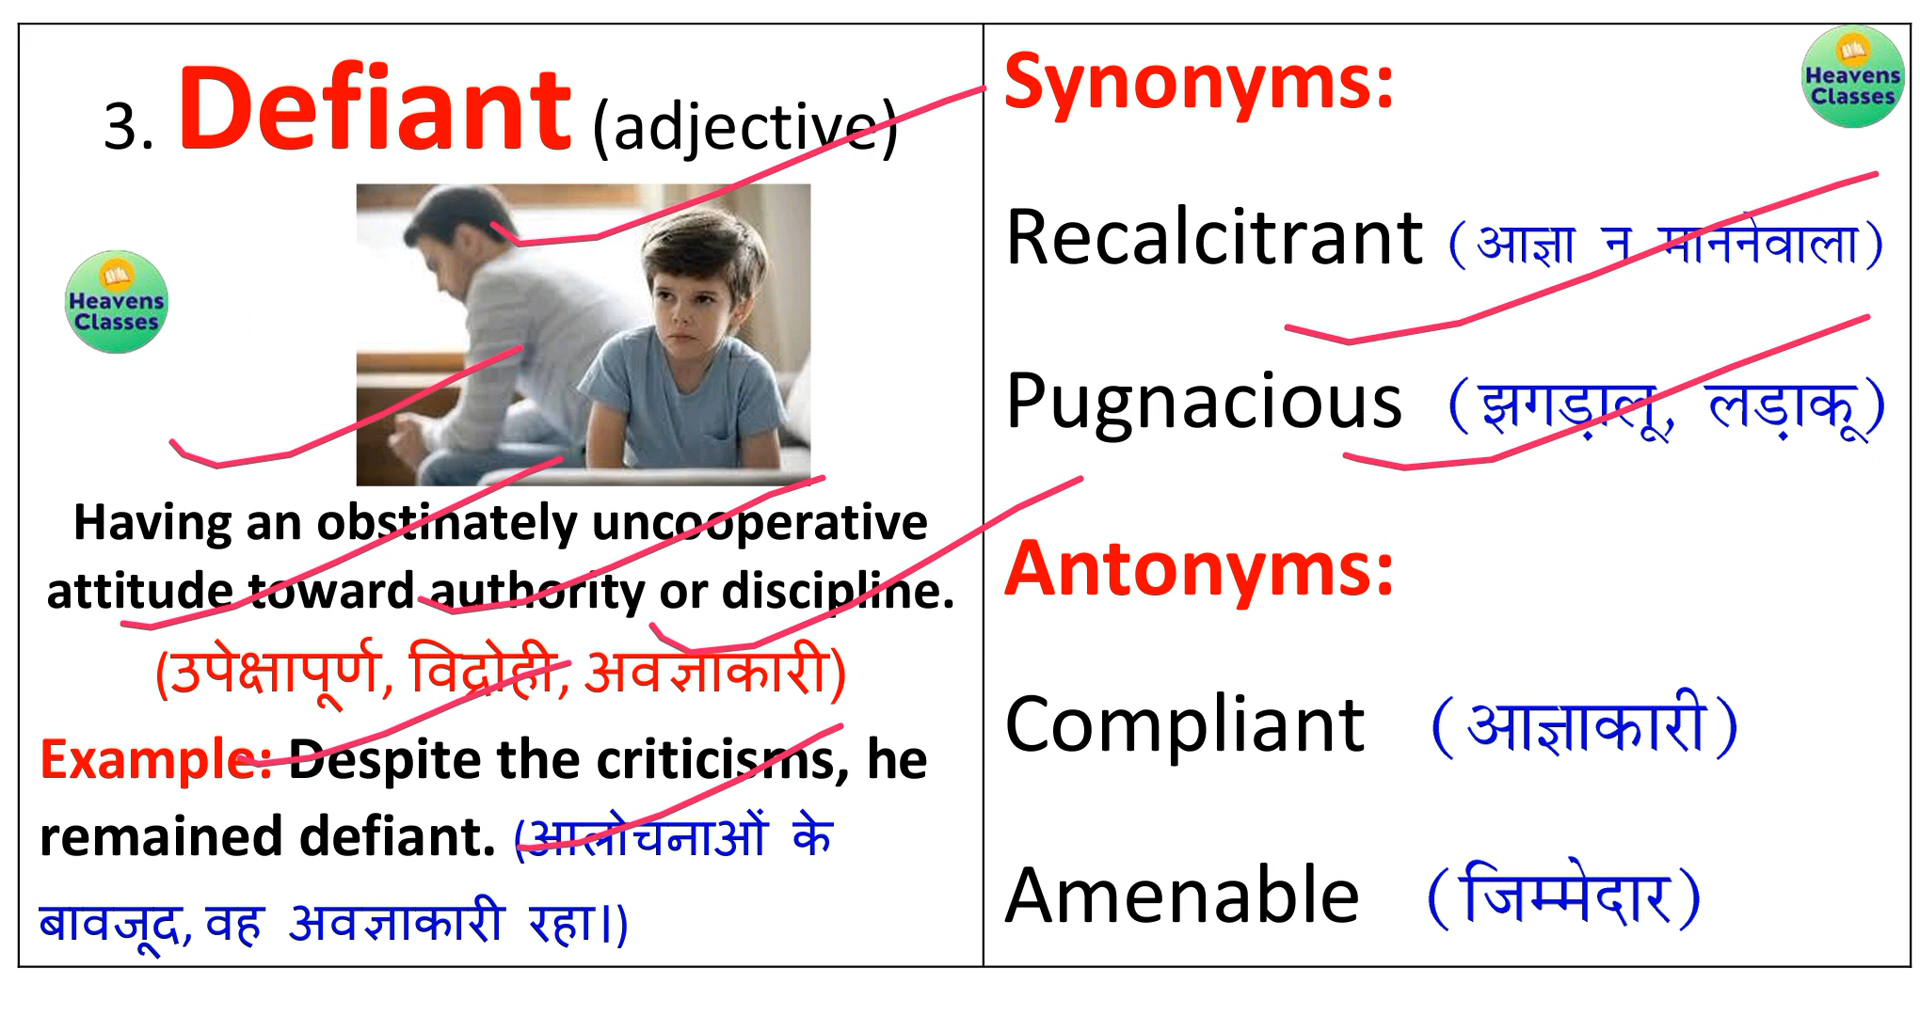 3. Defiant (adjective)
Heavens
Classes
Having an obstinately uncooperative
attitude toward authority or discipline.
(उपेक्षापूर्ण, विद्रोही, अवज्ञाकारी)
Example: Despite the criticisms, he
remained defiant. (आलोचनाओं के
बावजूद, वह अवज्ञाकारी रहा।)
Synonyms:
Heavens
Classes
Recalcitrant (आज्ञा न माननेवाला)
Pugnacious (झगड़ालू, लड़ाकू)
Antonyms:
Compliant (आज्ञाकारी)
Amenable (जिम्मेदार)